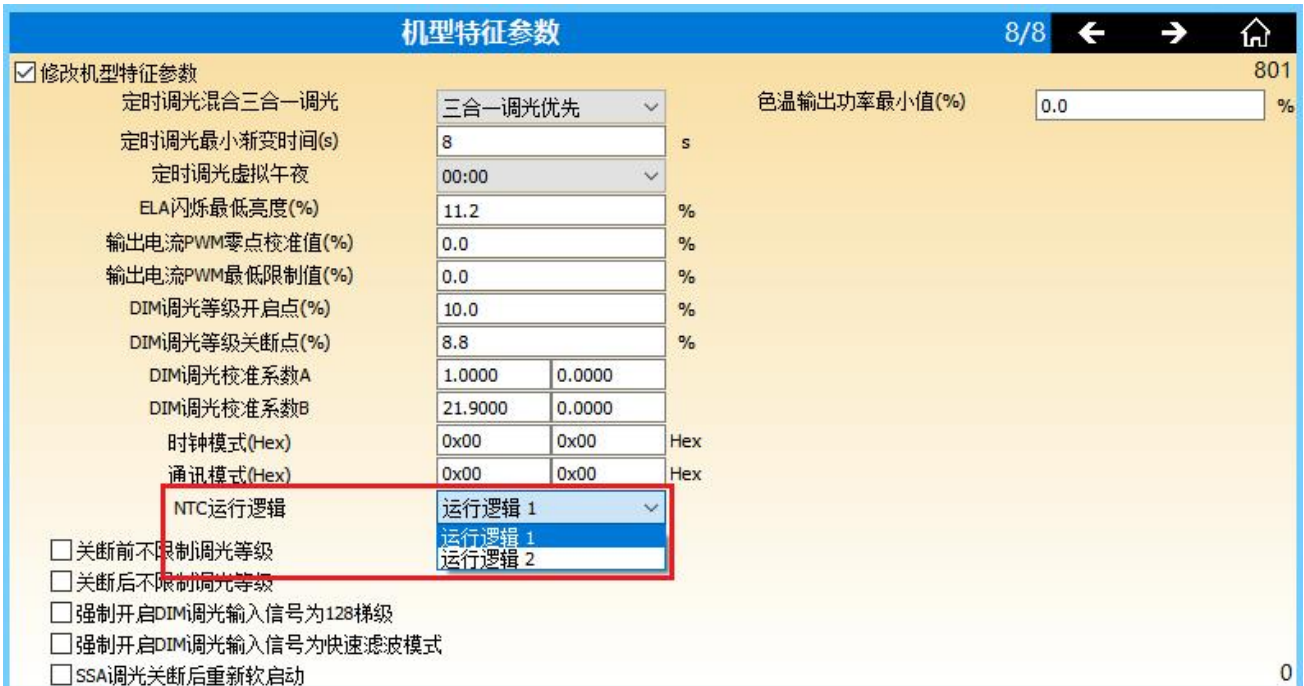 机型特征参数 8/8
修改机型特征参数 801
定时调光混合三合一调光 三合一调光优先 色温输出功率最小值(%) 0.0 %
定时调光最小渐变时间(s) 8 s
定时调光虚拟午夜 00:00
ELA闪烁最低亮度(%) 11.2 %
输出电流PWM零点校准值(%) 0.0 %
输出电流PWM最低限制值(%) 0.0 %
DIM调光等级开启点(%) 10.0 %
DIM调光等级关断点(%) 8.8 %
DIM调光校准系数A 1.0000 0.0000
DIM调光校准系数B 21.9000 0.0000
时钟模式(Hex) 0x00 0x00 Hex
通讯模式(Hex) 0x00 0x00 Hex
NTC运行逻辑 运行逻辑 1
运行逻辑 1
关断前不限制调光等级 运行逻辑 2
关断后不限制调光等级
强制开启DIM调光输入信号为128梯级
强制开启DIM调光输入信号为快速滤波模式
SSA调光关断后重新软启动 0